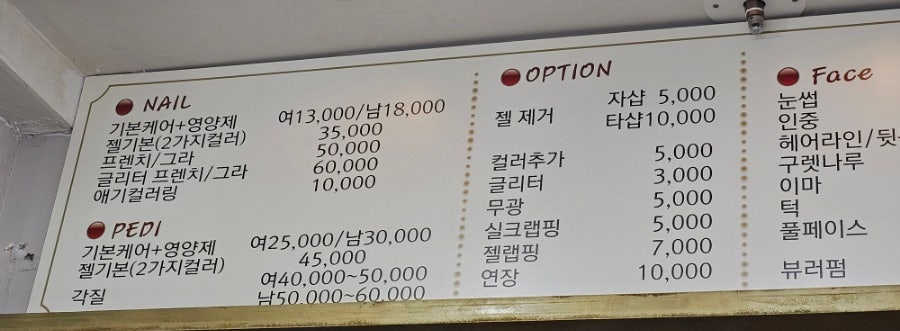 NAIL
기본케어+영양제 여13,000/남18,000
젤기본(2가지컬러) 35,000
프렌치/그라 50,000
글리터 프렌치/그라 60,000
애기컬러링 10,000
PEDI
기본케어+영양제 여25,000/남30,000
젤기본(2가지컬러) 45,000
각질 여40,000~50,000
남50,000~60,000
OPTION
젤 제거 자샵 5,000
타샵10,000
컬러추가 5,000
글리터 3,000
무광 5,000
실크랩핑 5,000
젤랩핑 7,000
연장 10,000
Face
눈썹
인중
헤어라인/뒷
구렛나루
이마
턱
풀페이스
뷰러펌